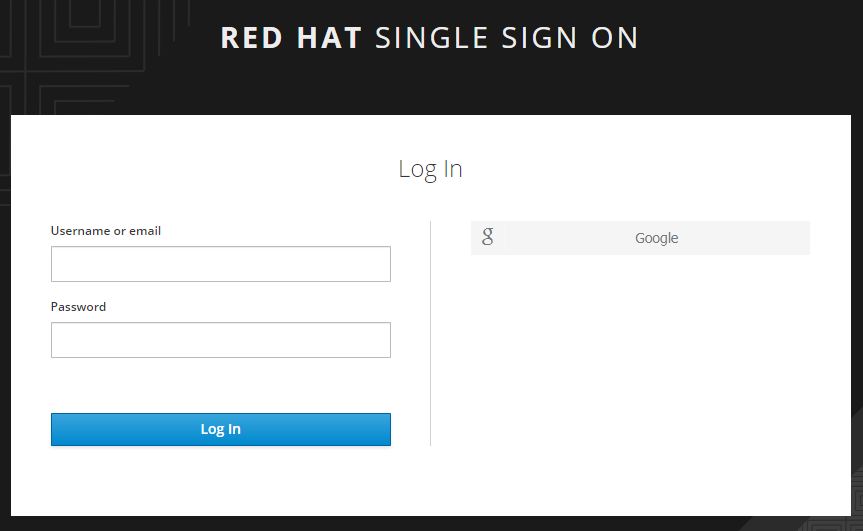 RED HAT SINGLE SIGN ON
Log In
Username or email
Password
Log In
g Google